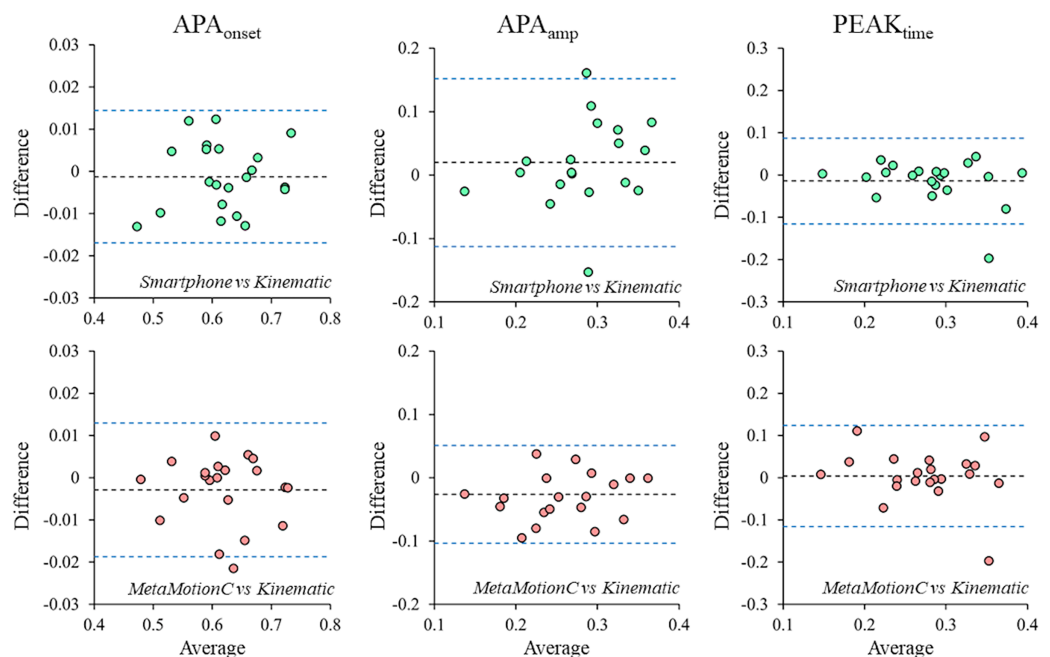 APAonset
APAamp
PEAKtime
0.03
0.02
0.01
0
-0.01
-0.02
-0.03
Difference
Smartphone vs Kinematic
0.4 0.5 0.6 0.7 0.8
0.2
0.1
0
-0.1
-0.2
Difference
Smartphone vs Kinematic
0.1 0.2 0.3 0.4
0.3
0.2
0.1
0
-0.1
-0.2
-0.3
Difference
Smartphone vs Kinematic
0.1 0.2 0.3 0.4
0.03
0.02
0.01
0
-0.01
-0.02
-0.03
Difference
MetaMotionC vs Kinematic
0.4 0.5 0.6 0.7 0.8
Average
0.2
0.1
0
-0.1
-0.2
Difference
MetaMotionC vs Kinematic
0.1 0.2 0.3 0.4
Average
0.3
0.2
0.1
0
-0.1
-0.2
-0.3
Difference
MetaMotionC vs Kinematic
0.1 0.2 0.3 0.4
Average